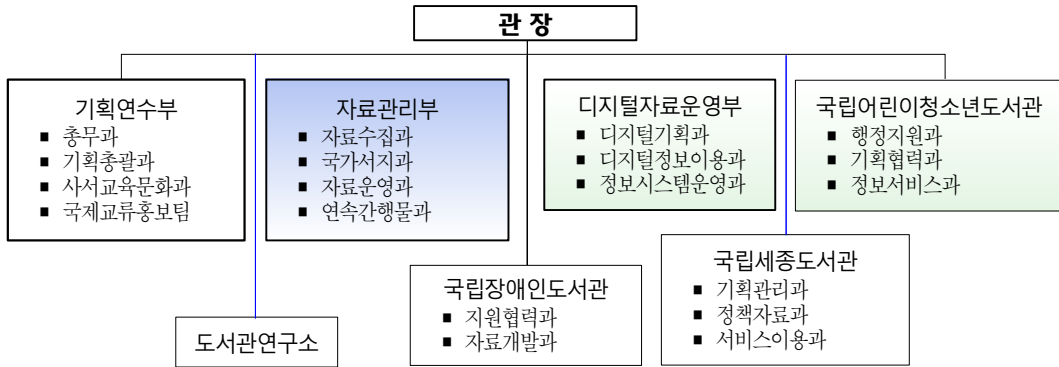 관 장
기획연수부
■ 총무과
■ 기획총괄과
■ 사서교육문화과
■ 국제교류홍보팀
자료관리부
■ 자료수집과
■ 국가서지과
■ 자료운영과
■ 연속간행물과
디지털자료운영부
■ 디지털기획과
■ 디지털정보이용과
■ 정보시스템운영과
국립어린이청소년도서관
■ 행정지원과
■ 기획협력과
■ 정보서비스과
도서관연구소
국립장애인도서관
■ 지원협력과
■ 자료개발과
국립세종도서관
■ 기획관리과
■ 정책자료과
■ 서비스이용과